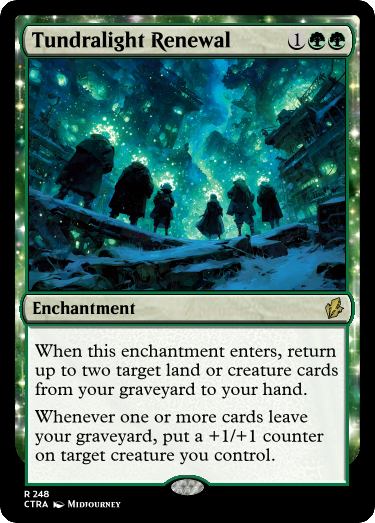 Tundralight Renewal 1
Enchantment
When this enchantment enters, return
up to two target land or creature cards
from your graveyard to your hand.
Whenever one or more cards leave
your graveyard, put a +1/+1 counter
on target creature you control.
R 248
CTRA Midjourney